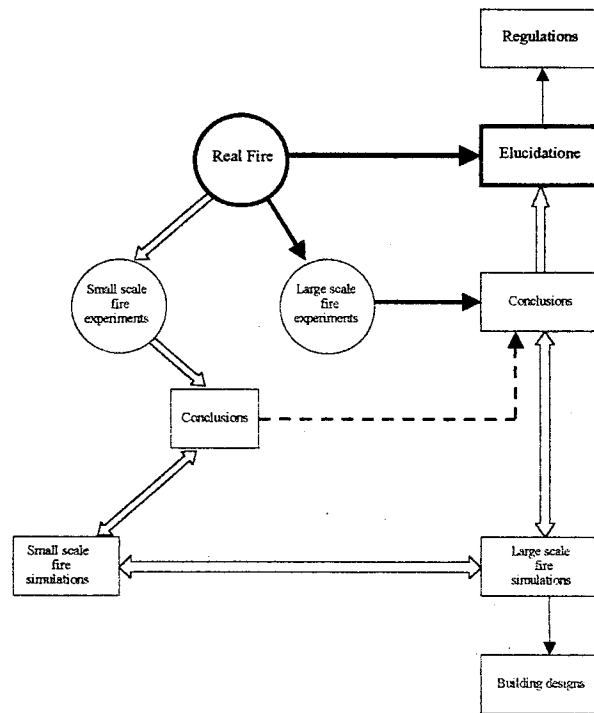 Regulations
Real Fire
Elucidatione
Small scale
fire
experiments
Large scale
fire
experiments
Conclusions
Conclusions
Small scale
fire
simulations
Large scale
fire
simulations
Building designs